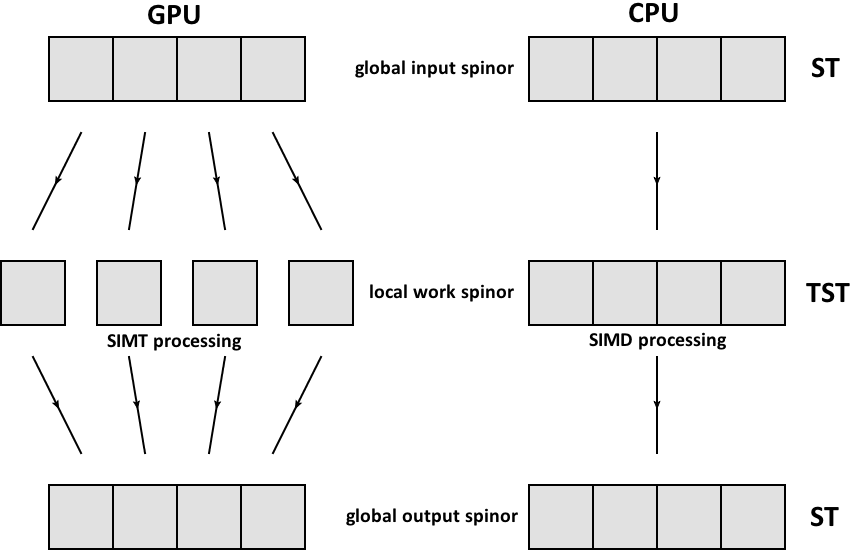 GPU
CPU
global input spinor
ST
local work spinor
TST
SIMT processing
SIMD processing
global output spinor
ST